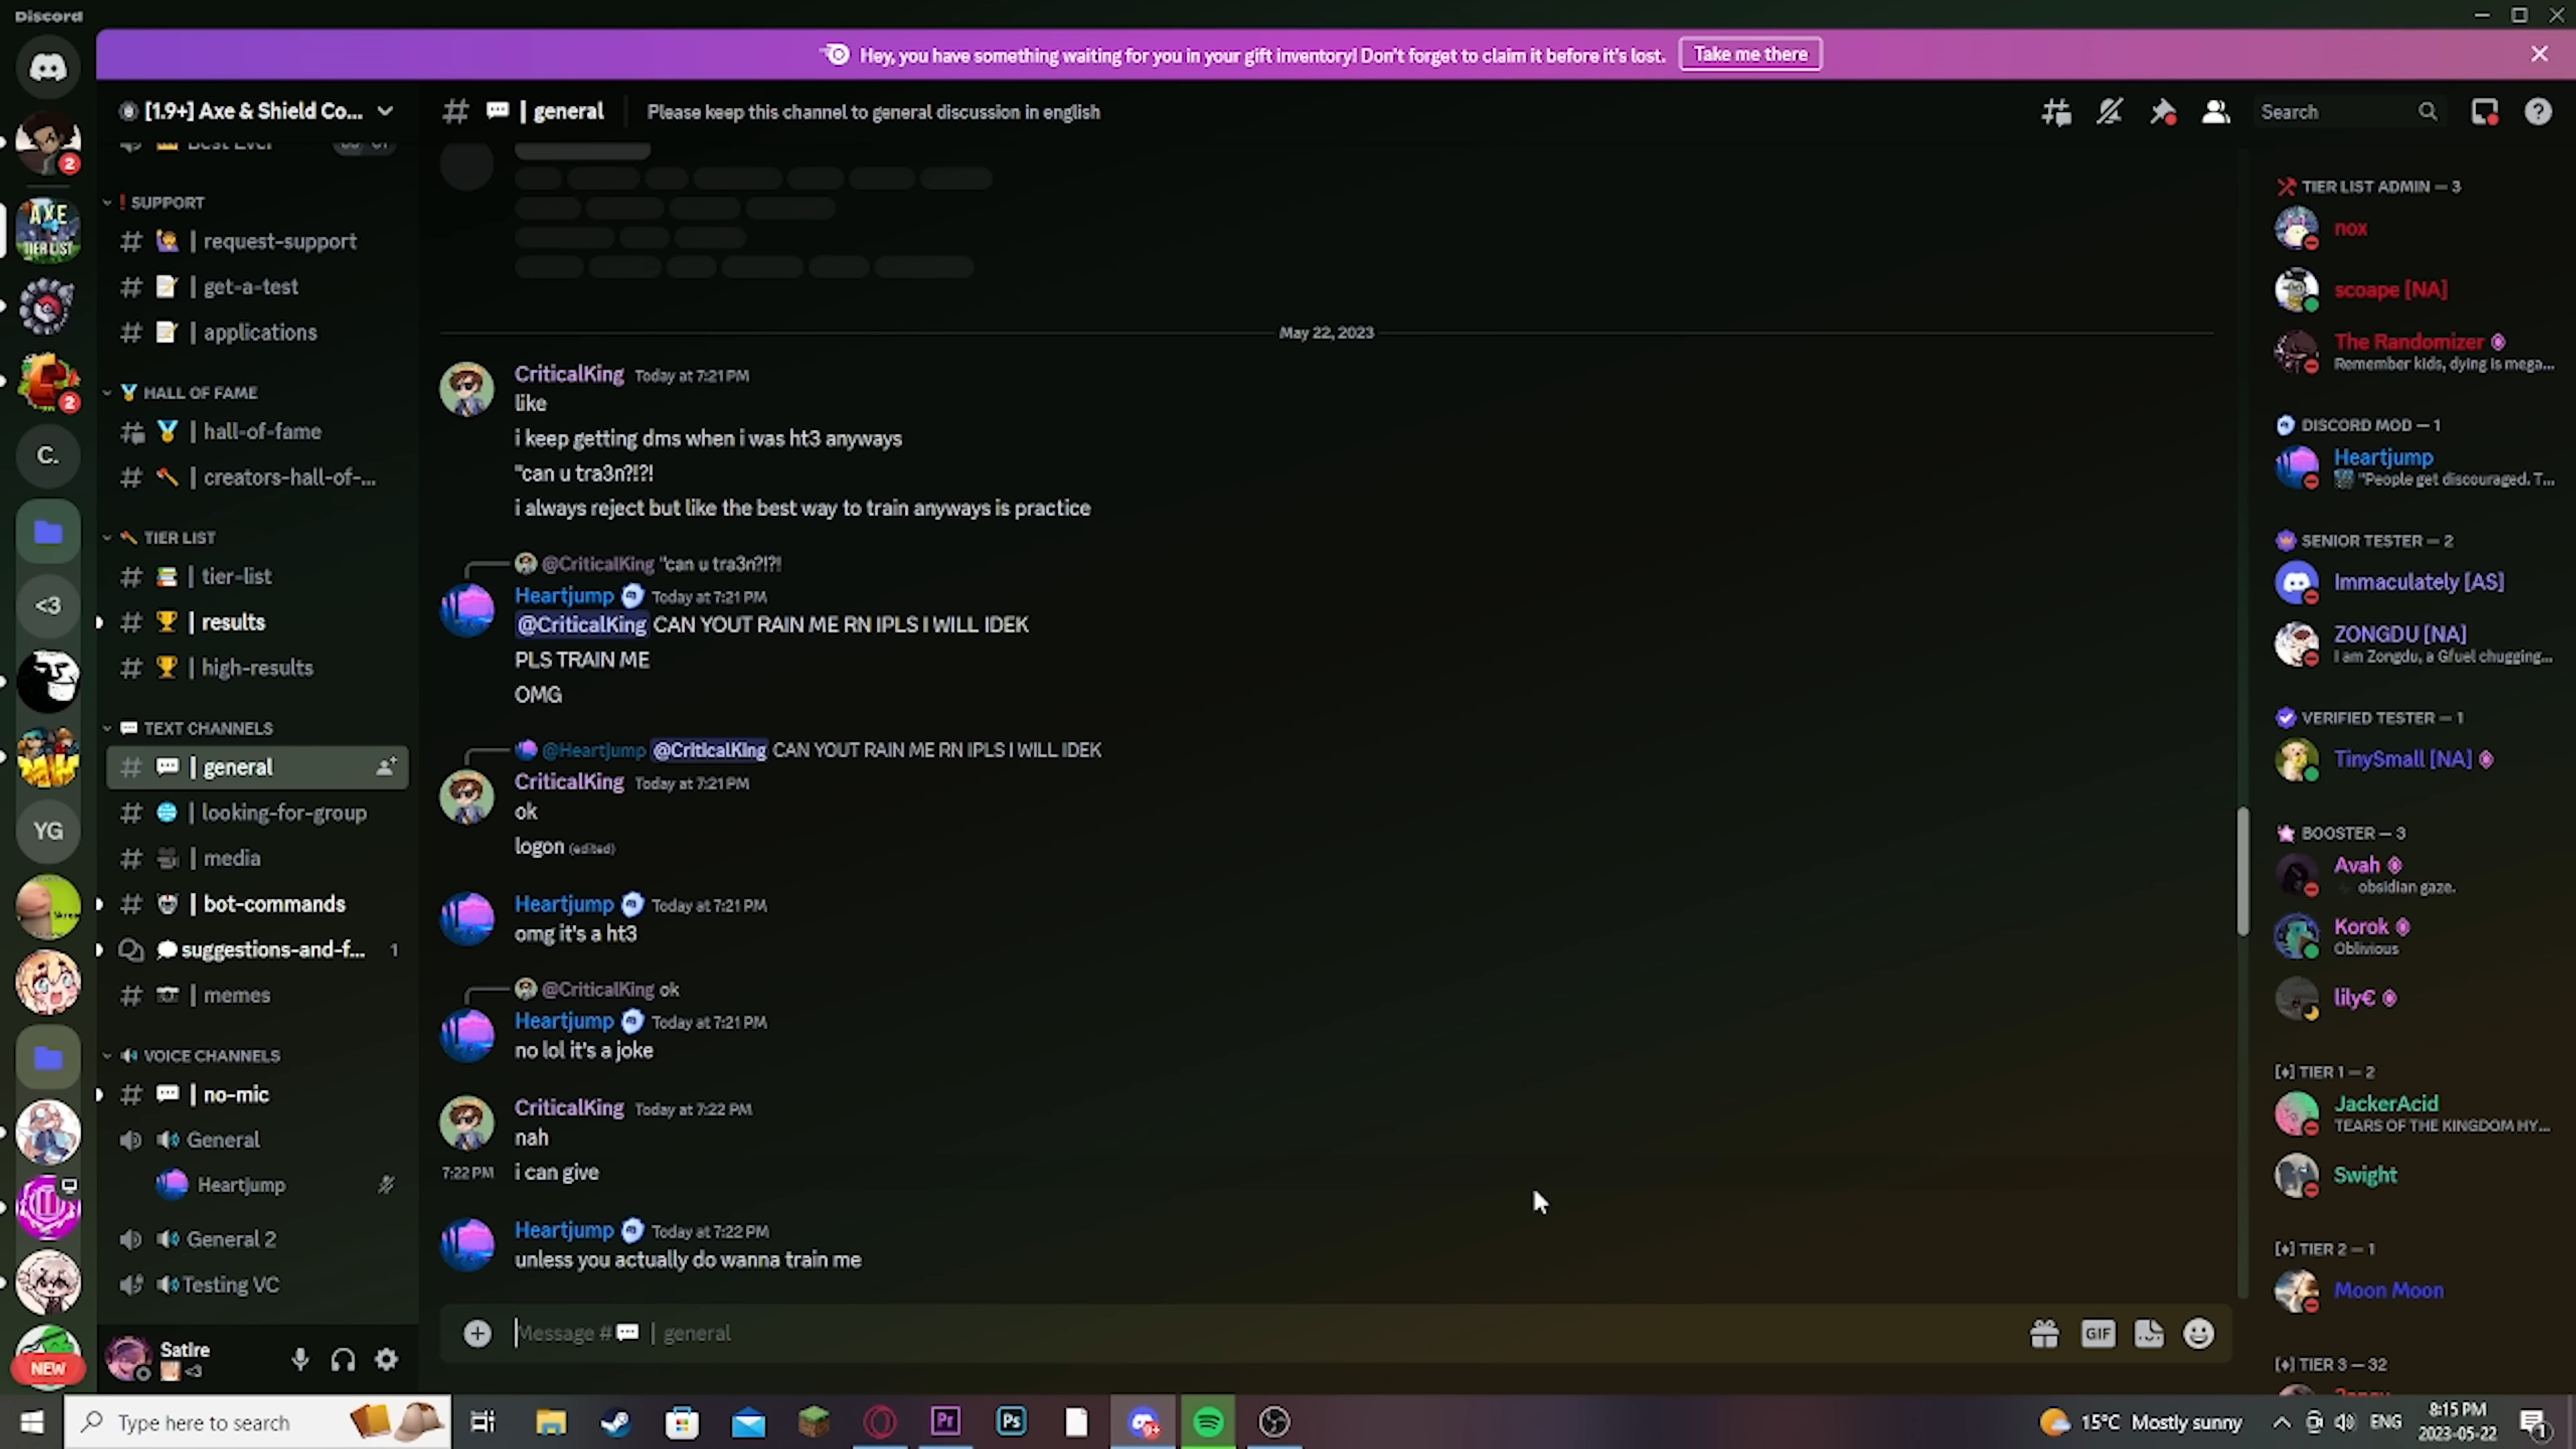 Discord
Hey, you have something waiting for you in your gift inventory! Don't forget to claim it before it's lost.
Take me there
[1.9+] Axe & Shield Co...
| general
Please keep this channel to general discussion in english
Search
2
AXE
TIER LIST
2
C.
<3
YG
NEW
Best Ever
SUPPORT
| request-support
| get-a-test
| applications
HALL OF FAME
| hall-of-fame
| creators-hall-of-...
TIER LIST
| tier-list
| results
| high-results
TEXT CHANNELS
| general
| looking-for-group
| media
| bot-commands
suggestions-and-f...
1
| memes
VOICE CHANNELS
| no-mic
General
Heartjump
General 2
Testing VC
Satire
<3
May 22, 2023
CriticalKing Today at 7:21 PM
like
i keep getting dms when i was ht3 anyways
"can u tra3n?!?!
i always reject but like the best way to train anyways is practice
@CriticalKing "can u tra3n?!?!
Heartjump Today at 7:21 PM
@CriticalKing CAN YOUT RAIN ME RN IPLS I WILL IDEK
PLS TRAIN ME
OMG
@Heartjump @CriticalKing CAN YOUT RAIN ME RN IPLS I WILL IDEK
CriticalKing Today at 7:21 PM
ok
logon (edited)
Heartjump Today at 7:21 PM
omg it's a ht3
@CriticalKing ok
Heartjump Today at 7:21 PM
no lol it's a joke
CriticalKing Today at 7:22 PM
nah
7:22 PM i can give
Heartjump Today at 7:22 PM
unless you actually do wanna train me
Message # | general
GIF
TIER LIST ADMIN — 3
nox
scoape [NA]
The Randomizer
Remember kids, dying is mega...
DISCORD MOD — 1
Heartjump
"People get discouraged. T...
SENIOR TESTER — 2
Immaculately [AS]
ZONGDU [NA]
I am Zongdu, a Gfuel chugging...
VERIFIED TESTER — 1
TinySmall [NA]
BOOSTER — 3
Avah
obsidian gaze.
Korok
Oblivious
lily€
[♦] TIER 1 — 2
JackerAcid
TEARS OF THE KINGDOM HY...
Swight
[♦] TIER 2 — 1
Moon Moon
[♦] TIER 3 — 32
Type here to search
Pr
Ps
15°C Mostly sunny
ENG
8:15 PM
2023-05-22
1